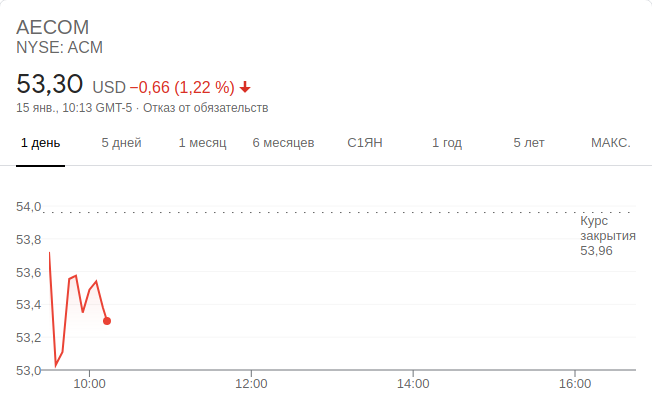 AECOM
NYSE: ACM
53,30 USD −0,66 (1,22 %)
15 янв., 10:13 GMT-5 · Отказ от обязательств
1 день 5 дней 1 месяц 6 месяцев С1ЯН 1 год 5 лет МАКС.
54,0
Курс
закрытия
53,96
53,8
53,6
53,4
53,2
53,0
10:00 12:00 14:00 16:00